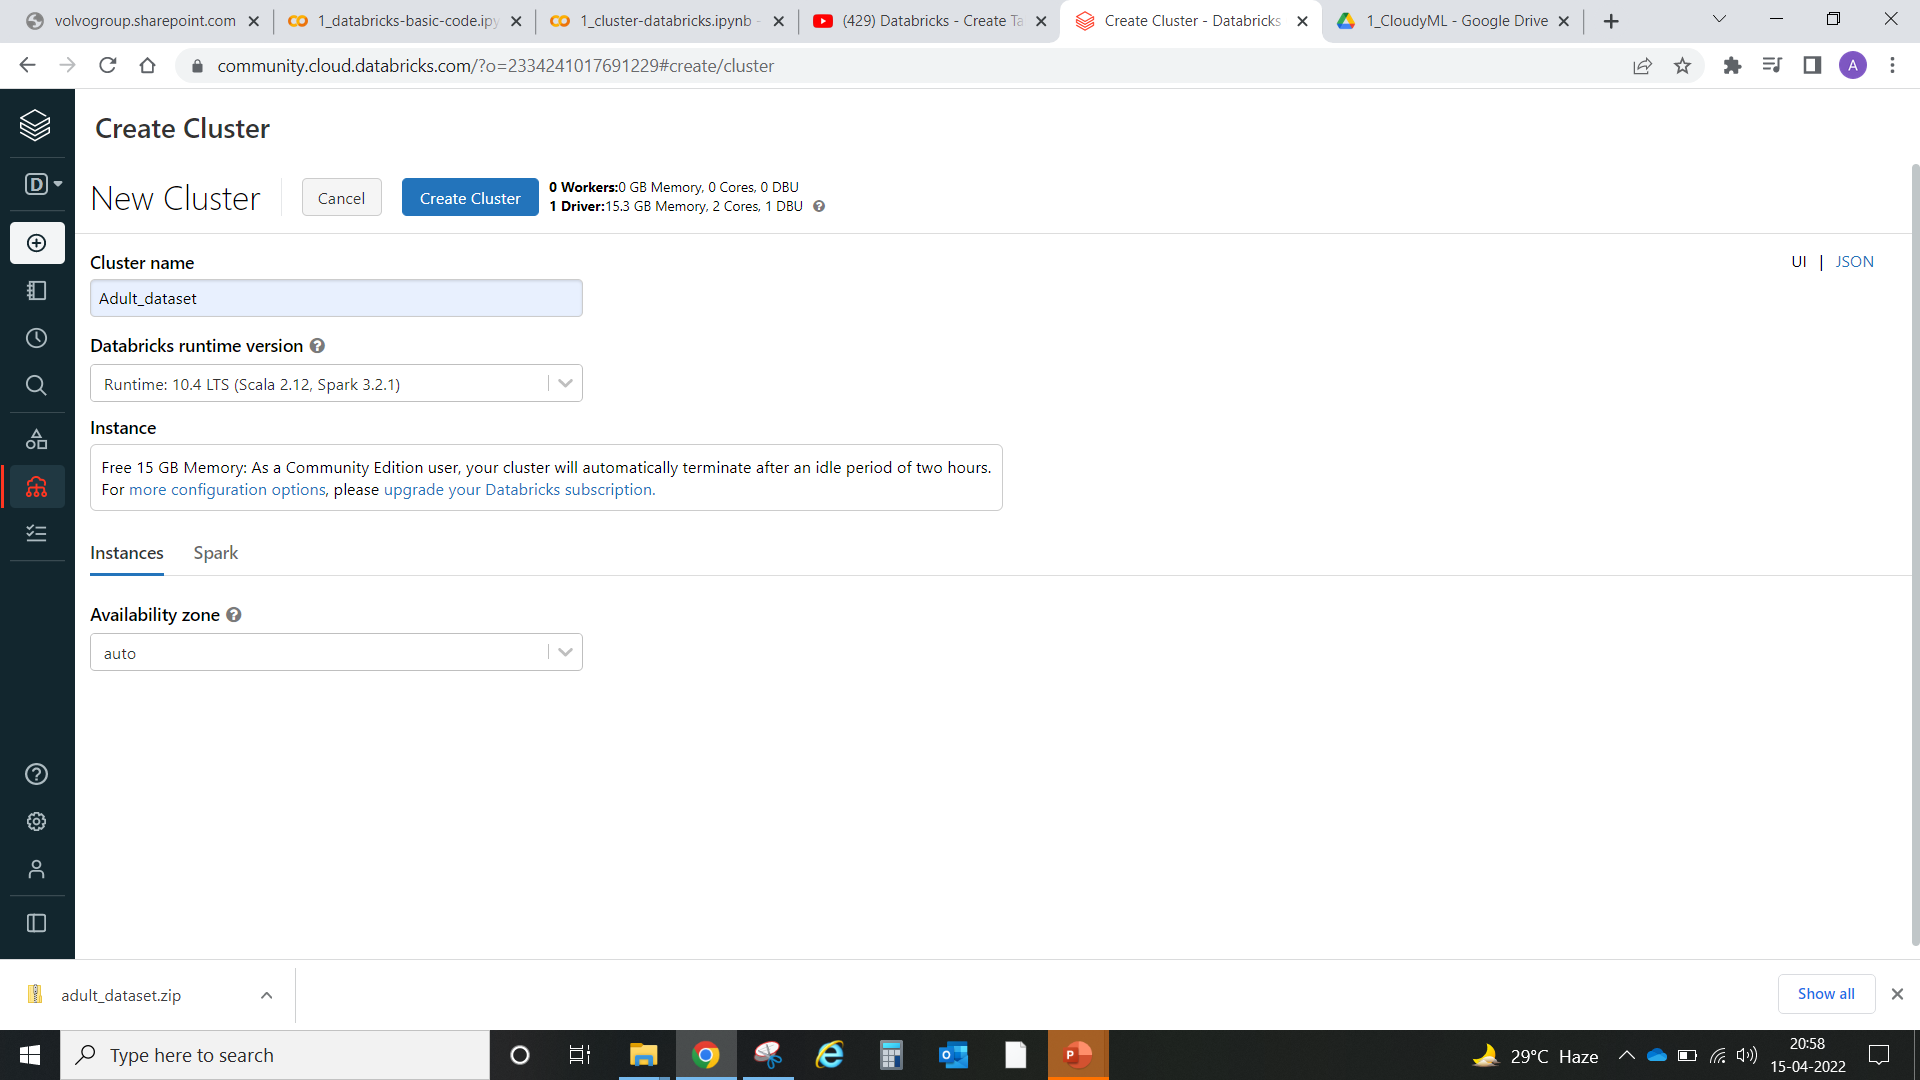 volvogroup.sharepoint.com
1_databricks-basic-code.ipy
1_cluster-databricks.ipynb -
(429) Databricks - Create Ta
Create Cluster - Databricks
1_CloudyML - Google Drive
community.cloud.databricks.com/?o=2334241017691229#create/cluster
A
Create Cluster
D
New Cluster
Cancel
Create Cluster
0 Workers:0 GB Memory, 0 Cores, 0 DBU
1 Driver:15.3 GB Memory, 2 Cores, 1 DBU
Cluster name
UI | JSON
Adult_dataset
Databricks runtime version
Runtime: 10.4 LTS (Scala 2.12, Spark 3.2.1)
Instance
Free 15 GB Memory: As a Community Edition user, your cluster will automatically terminate after an idle period of two hours.
For more configuration options, please upgrade your Databricks subscription.
Instances
Spark
Availability zone
auto
adult_dataset.zip
Show all
Type here to search
29°C Haze
20:58
15-04-2022